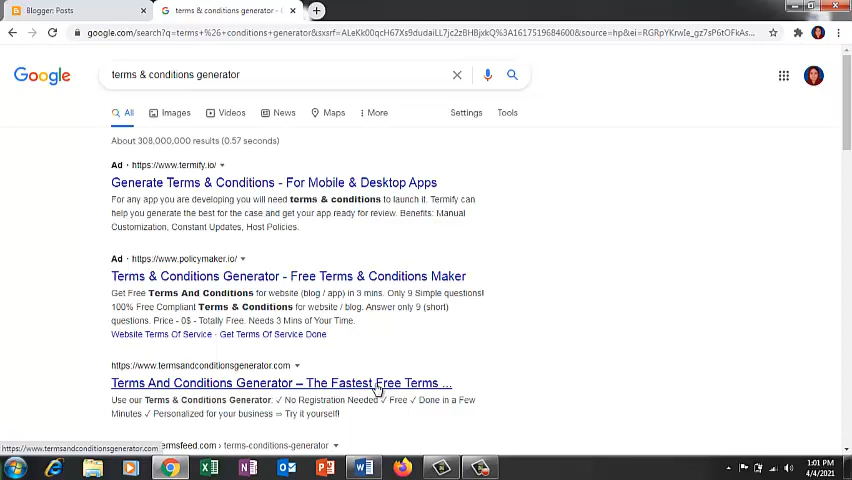 Blogger: Posts
terms & conditions generator - G
google.com/search?q=terms+%26+conditions+generator&sxsrf=
Google
terms & conditions generator
All Images Videos News Maps More Settings Tools
About 308,000,000 results (0.57 seconds)
Ad · https://www.termify.io/
Generate Terms & Conditions - For Mobile & Desktop Apps
For any app you are developing you will need terms & conditions to launch it. Termify can
help you generate the best for the case and get your app ready for review. Benefits: Manual
Customization, Constant Updates, Host Policies.
Ad · https://www.policymaker.io/
Terms & Conditions Generator - Free Terms & Conditions Maker
Get Free Terms And Conditions for website (blog / app) in 3 mins. Only 9 Simple questions!
100% Free Compliant Terms & Conditions for website / blog. Answer only 9 (short)
questions. Price - 0$ - Totally Free. Needs 3 Mins of Your Time.
Website Terms Of Service · Get Terms Of Service Done
https://www.termsandconditionsgenerator.com
Terms And Conditions Generator – The Fastest Free Terms ...
Use our Terms & Conditions Generator. ✓ No Registration Needed ✓ Free ✓ Done in a Few
Minutes ✓ Personalized for your business ⇒ Try it yourself!
https://www.termsandconditionsgenerator.com
ermsfeed.com › terms-conditions-generator
1:01 PM
4/4/2021